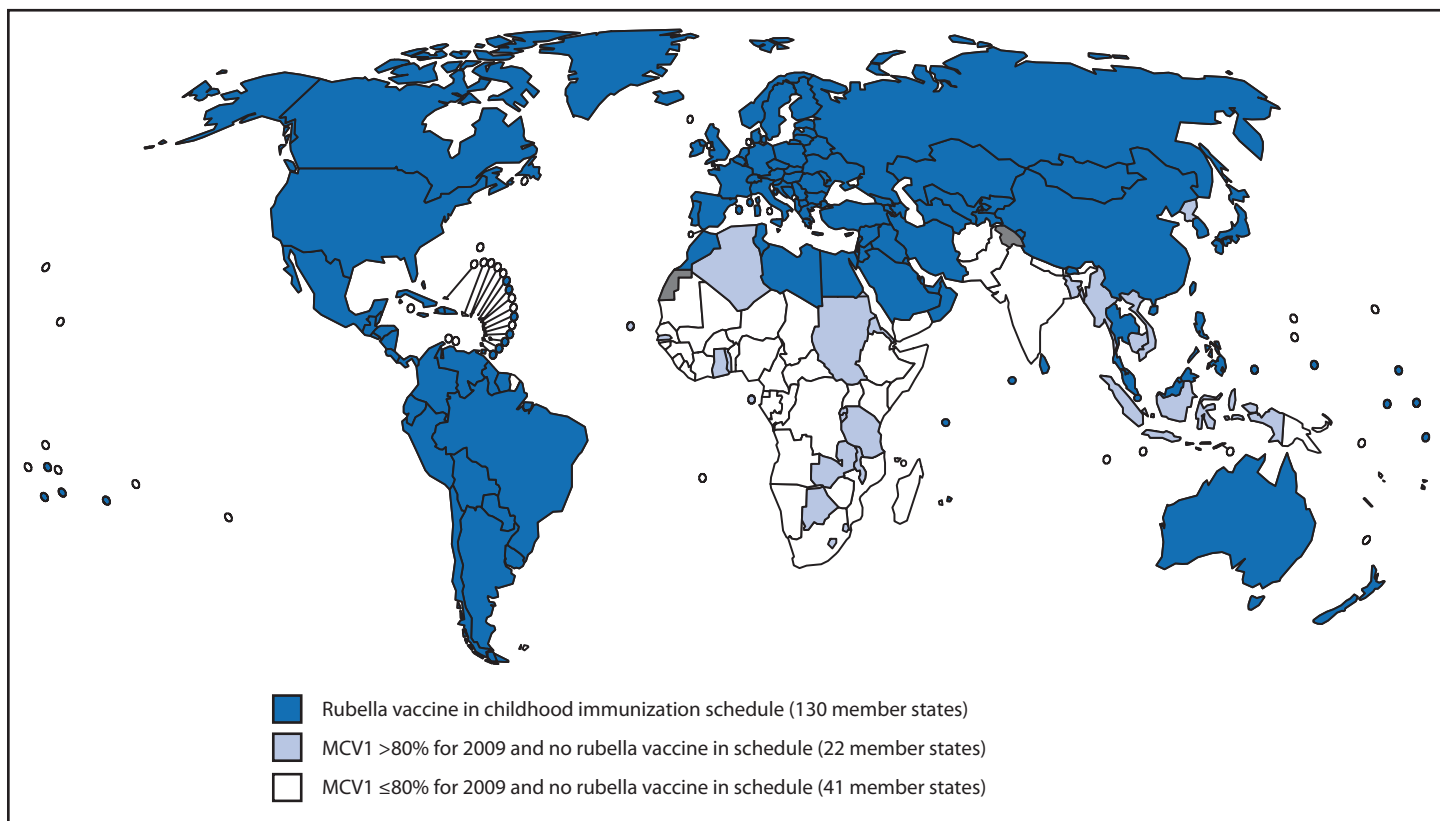 Rubella vaccine in childhood immunization schedule (130 member states)
MCV1 >80% for 2009 and no rubella vaccine in schedule (22 member states)
MCV1 ≤80% for 2009 and no rubella vaccine in schedule (41 member states)